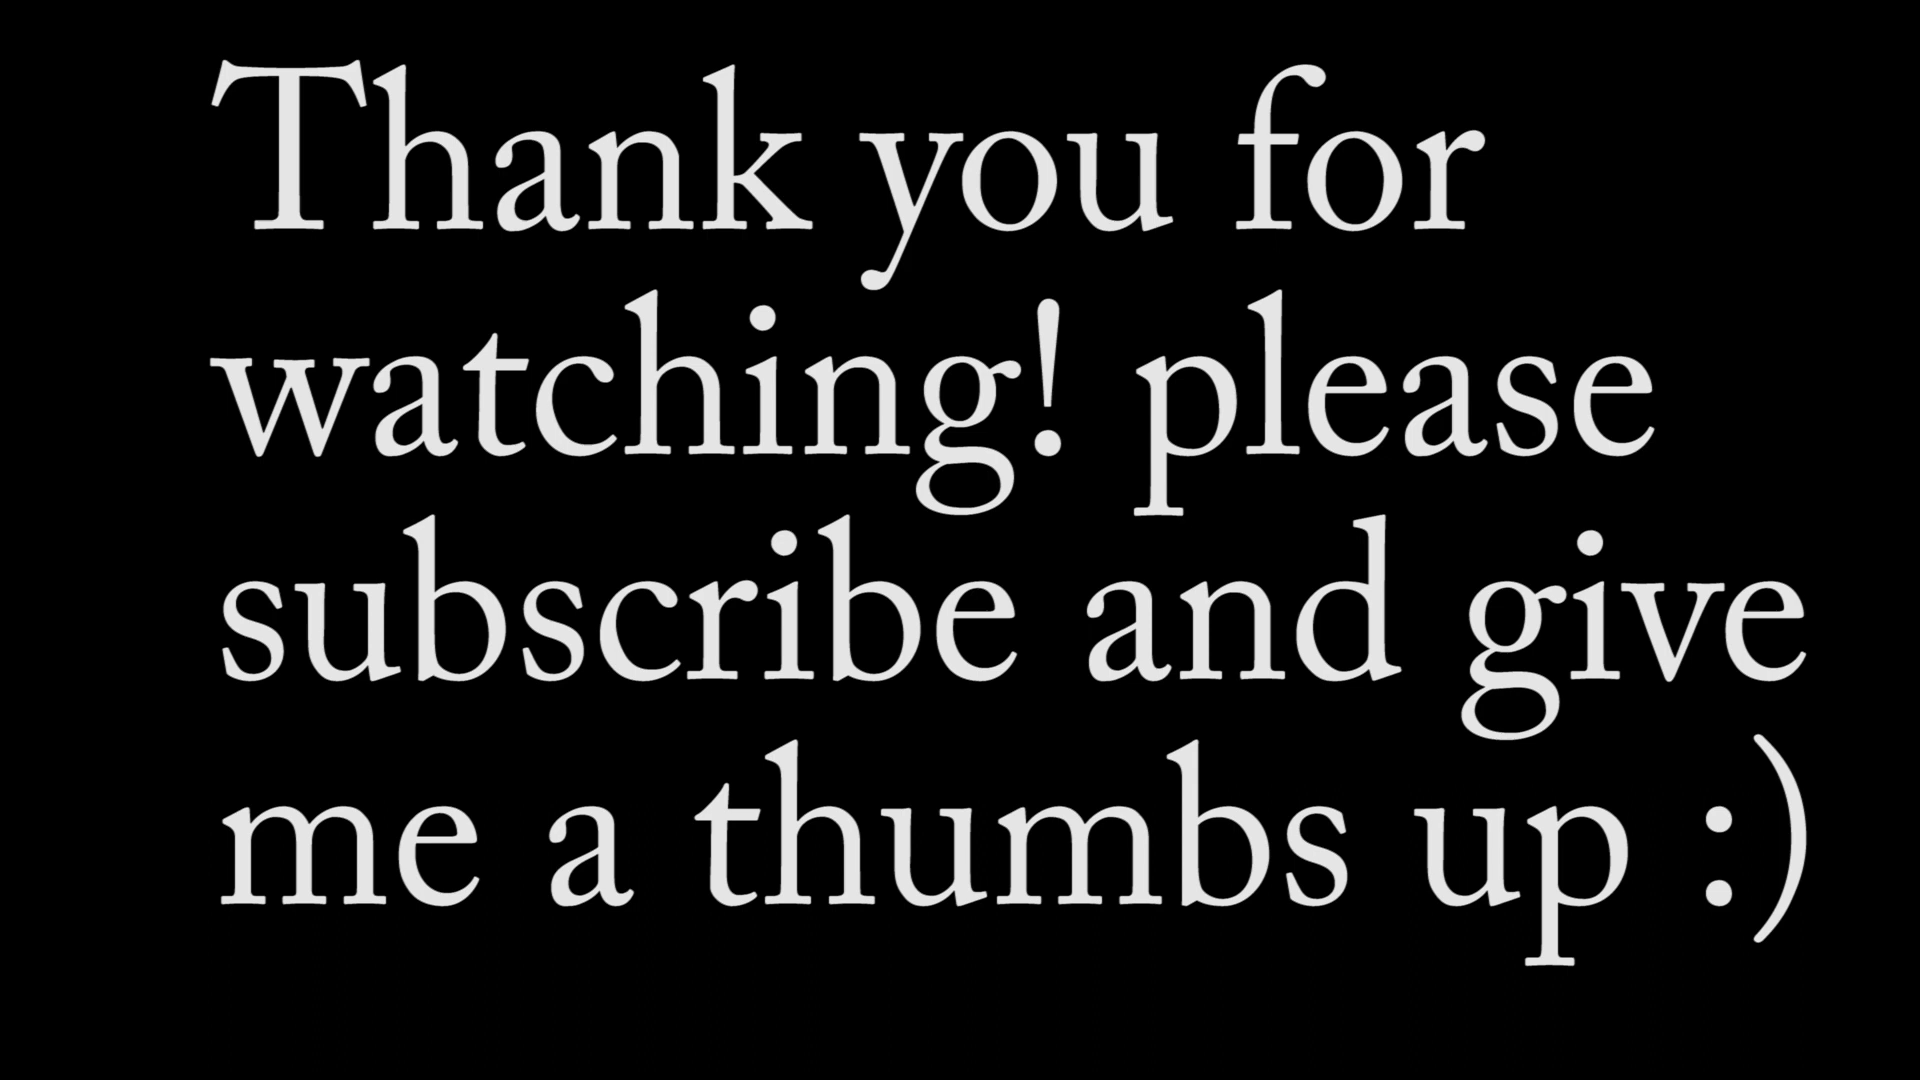 Thank you for
watching! please
subscribe and give
me a thumbs up :)